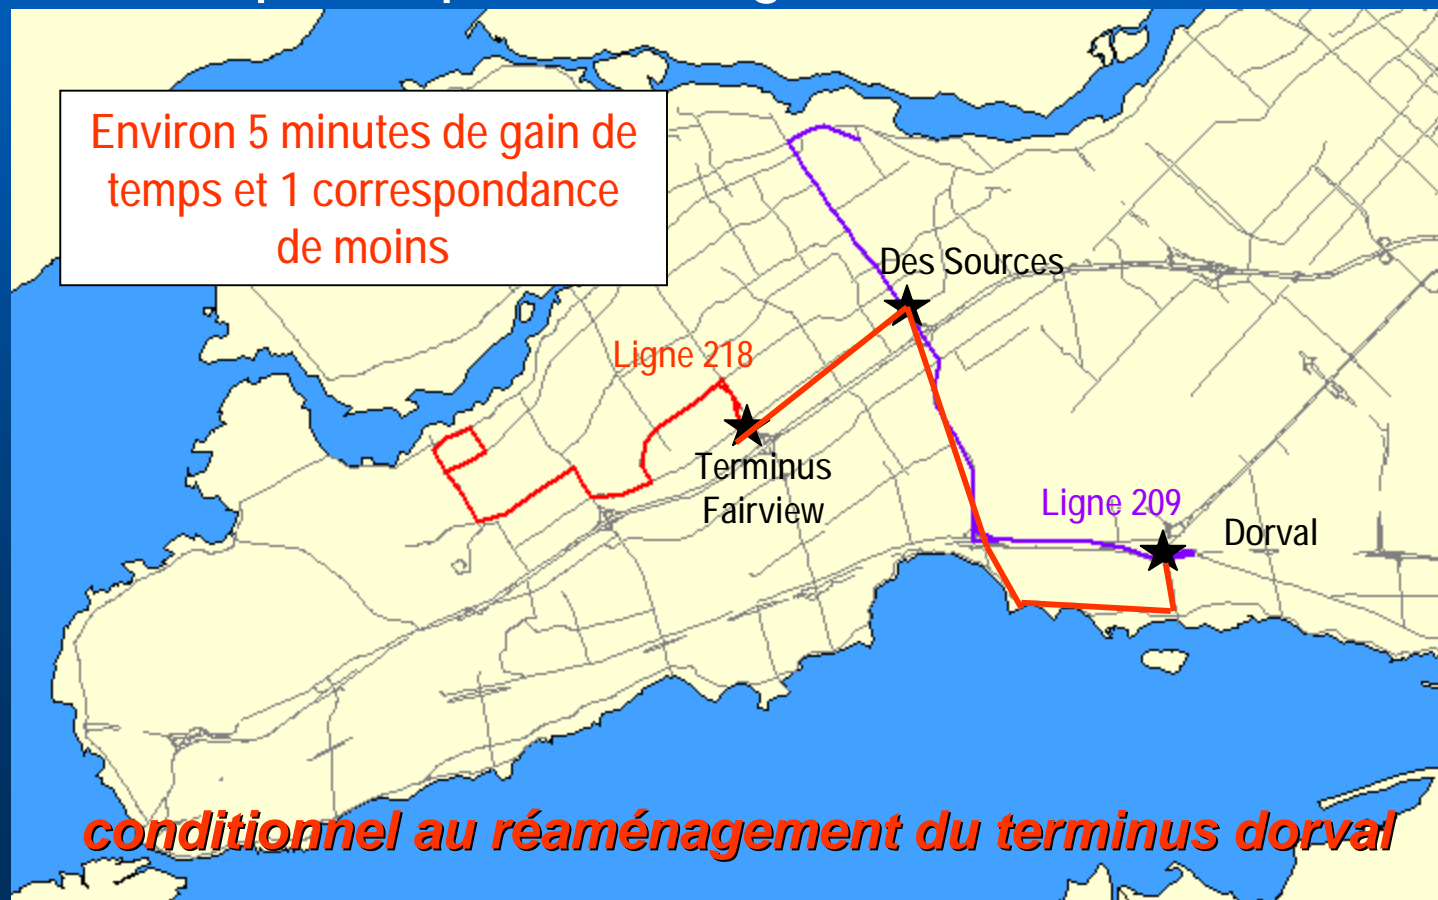 Environ 5 minutes de gain de
temps et 1 correspondance
de moins
Des Sources
Ligne 218
Terminus
Fairview
Ligne 209
Dorval
conditionnel au réaménagement du terminus dorval